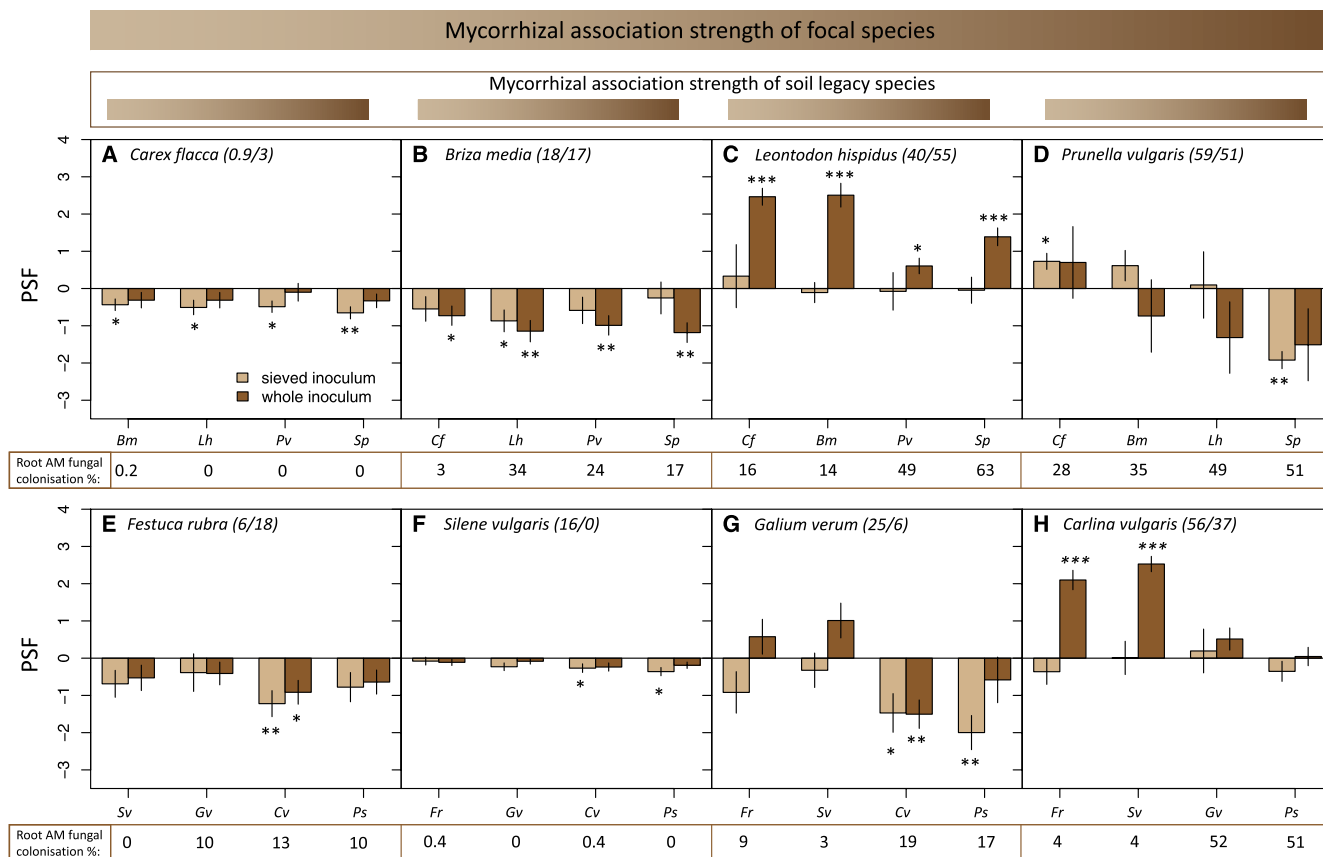 Mycorrhizal association strength of focal species
Mycorrhizal association strength of soil legacy species
A Carex flacca (0.9/3)
B Briza media (18/17)
C Leontodon hispidus (40/55)
D Prunella vulgaris (59/51)
PSF
4
3
2
1
0
−1
−2
−3
* * * **
* * ** ** **
*** *** * ***
* **
sieved inoculum
whole inoculum
Bm Lh Pv Sp Cf Lh Pv Sp Cf Bm Pv Sp Cf Bm Lh Sp
Root AM fungal
colonisation %:
0.2 0 0 0 3 34 24 17 16 14 49 63 28 35 49 51
E Festuca rubra (6/18)
F Silene vulgaris (16/0)
G Galium verum (25/6)
H Carlina vulgaris (56/37)
PSF
4
3
2
1
0
−1
−2
−3
** *
* *
* ** **
*** ***
Sv Gv Cv Ps Fr Gv Cv Ps Fr Sv Cv Ps Fr Sv Gv Ps
Root AM fungal
colonisation %:
0 10 13 10 0.4 0 0.4 0 9 3 19 17 4 4 52 51